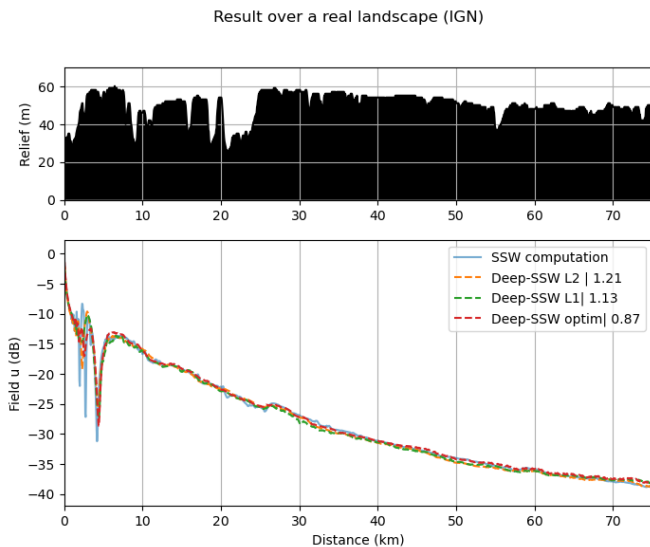 Result over a real landscape (IGN)
60
40
20
0
Relief (m)
0 10 20 30 40 50 60 70
0
−5
−10
−15
−20
−25
−30
−35
−40
Field u (dB)
SSW computation
Deep-SSW L2 | 1.21
Deep-SSW L1| 1.13
Deep-SSW optim| 0.87
0 10 20 30 40 50 60 70
Distance (km)